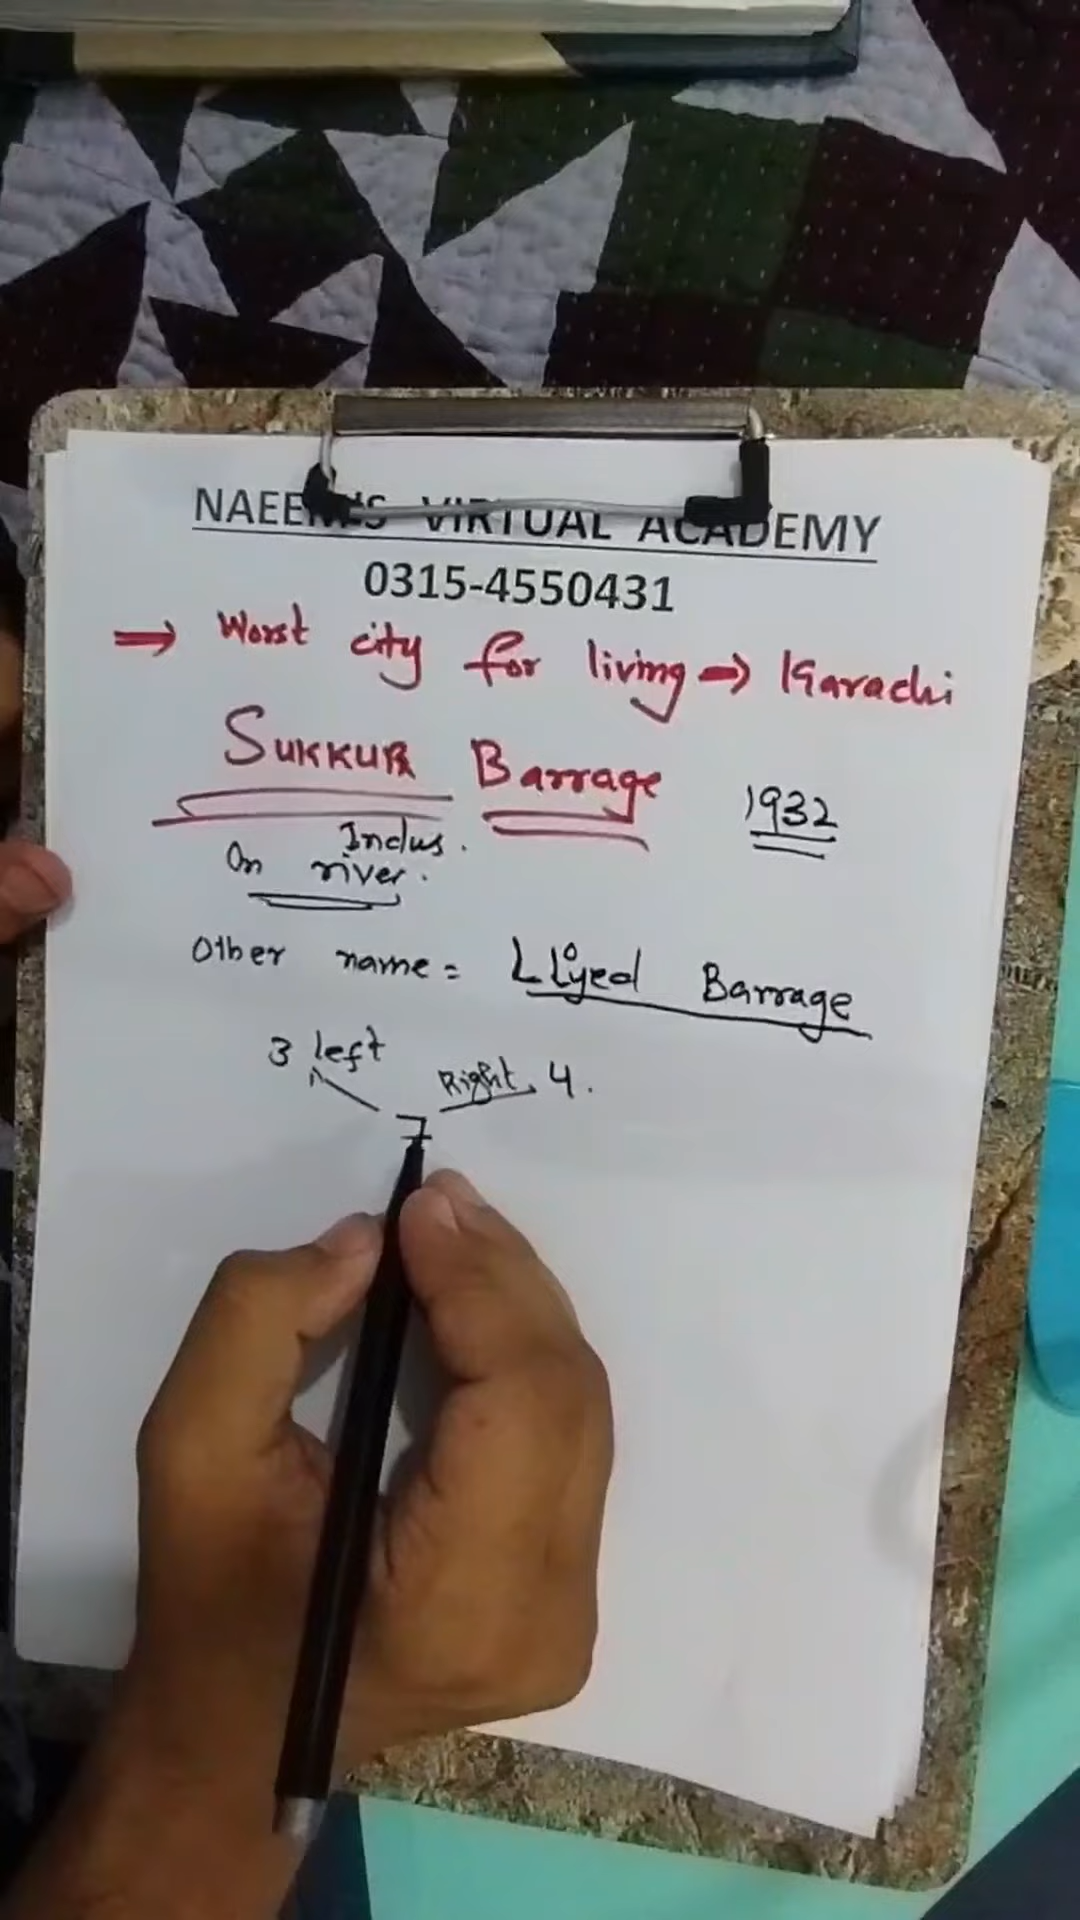 NAEEM'S VIRTUAL ACADEMY
0315-4550431
→ Worst city for living → Karachi
SUKKUR Barrage 1932
On Indus river.
Other name = LLoyed Barrage
3 left Right 4.
7